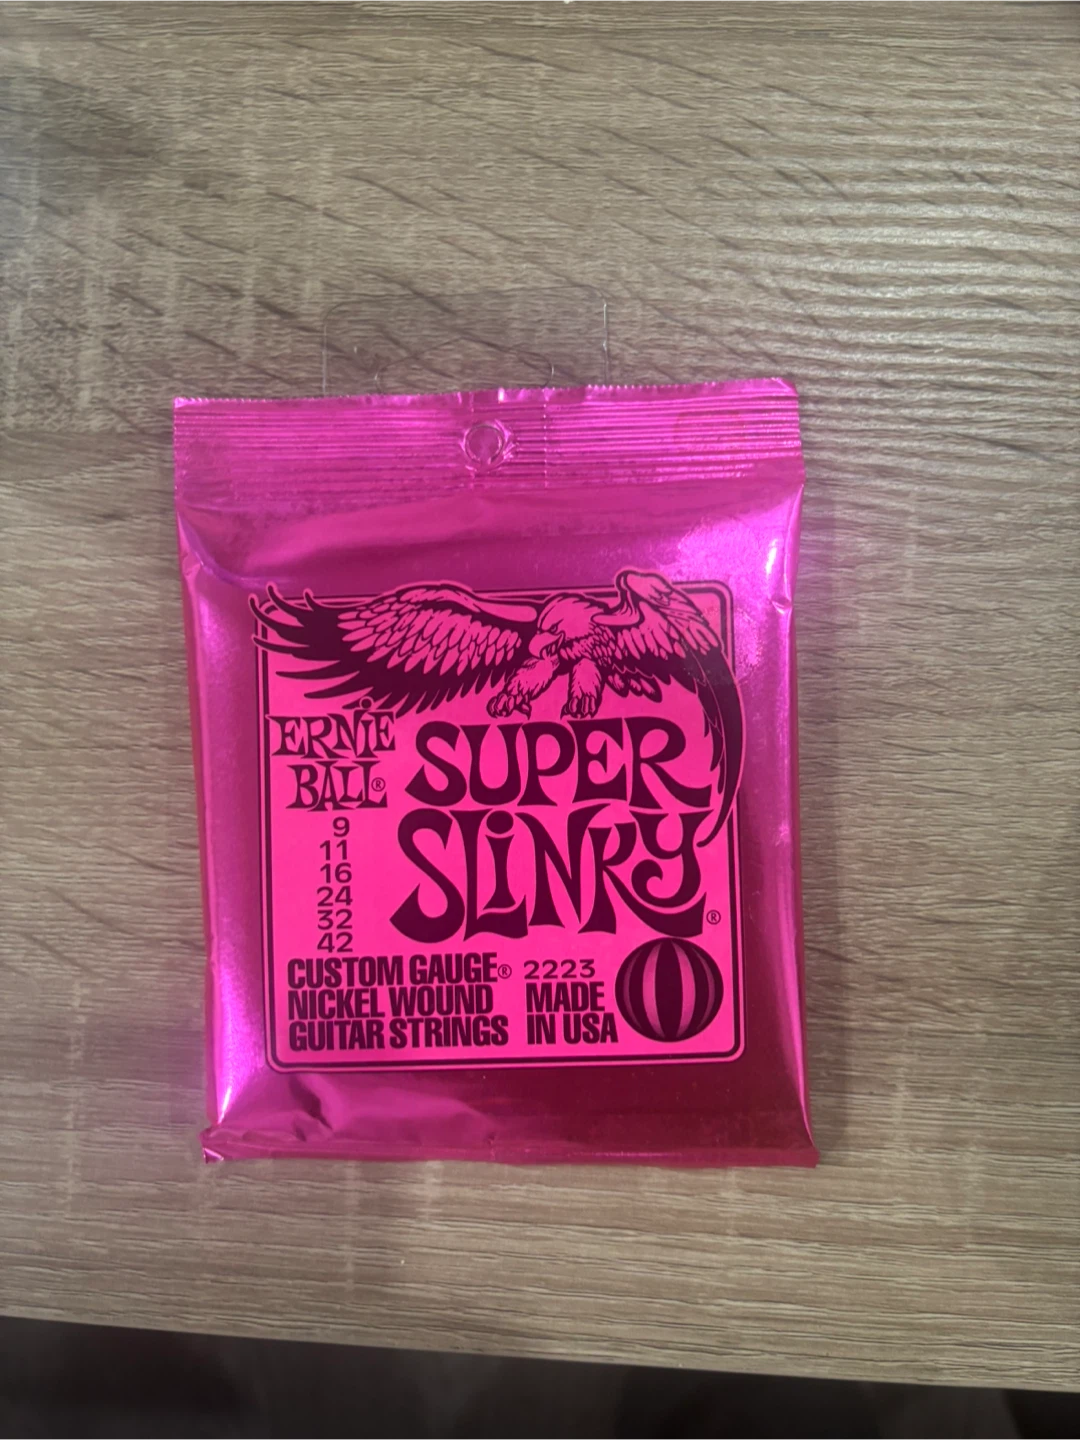 ERNiE
BALL®
SUPER
SLiNKY®
9
11
16
24
32
42
CUSTOM GAUGE® 2223
NICKEL WOUND MADE
GUITAR STRINGS IN USA